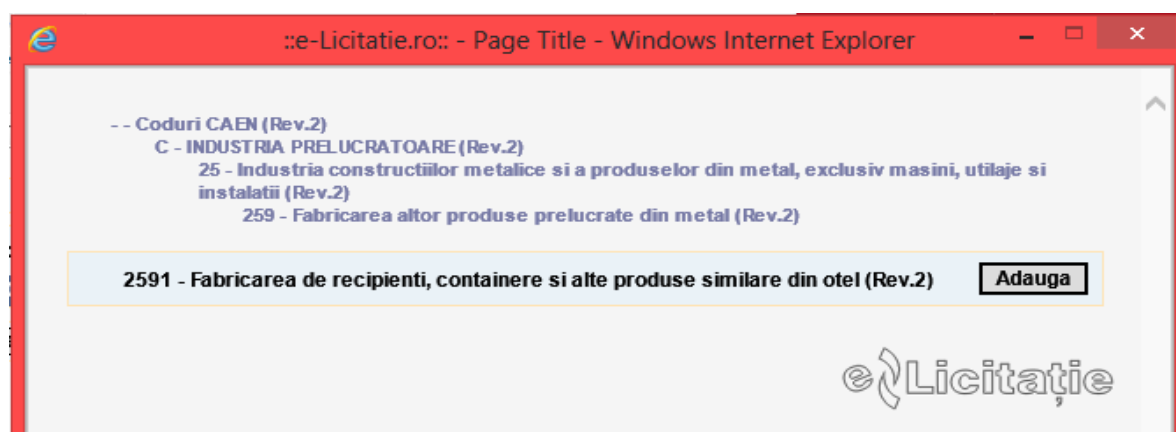 ::e-Licitatie.ro:: - Page Title - Windows Internet Explorer
- - Coduri CAEN (Rev.2)
C - INDUSTRIA PRELUCRATOARE (Rev.2)
25 - Industria constructiilor metalice si a produselor din metal, exclusiv masini, utilaje si
instalatii (Rev.2)
259 - Fabricarea altor produse prelucrate din metal (Rev.2)
2591 - Fabricarea de recipienti, containere si alte produse similare din otel (Rev.2) Adauga
e Licitație